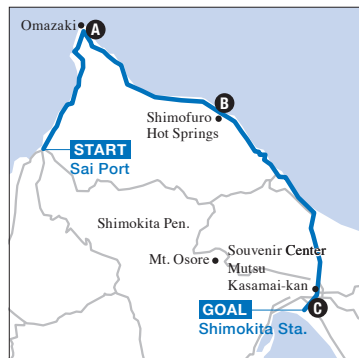 Omazaki
A
B
Shimofuro
Hot Springs
START
Sai Port
Shimokita Pen.
Mt. Osore
Souvenir Center
Mutsu
Kasamai-kan
GOAL
C
Shimokita Sta.